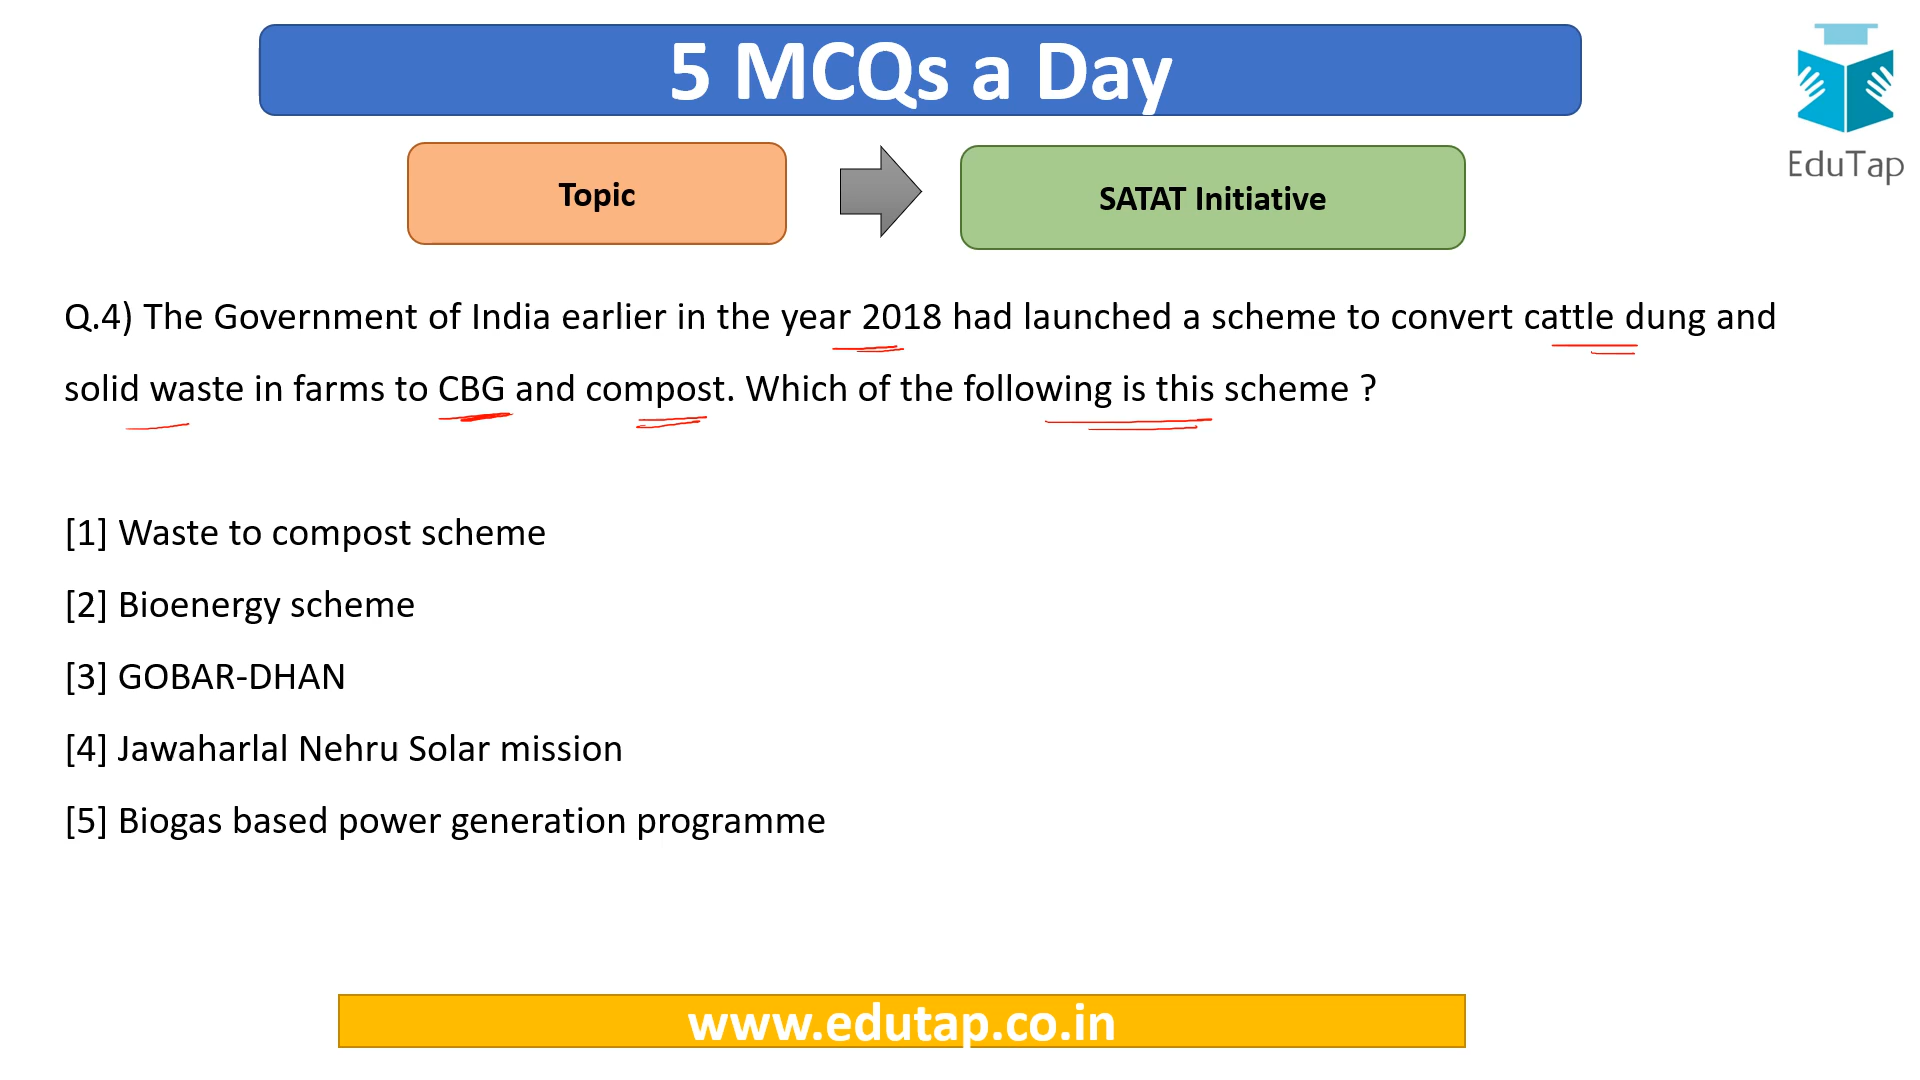 5 MCQs a Day
EduTap
Topic
SATAT Initiative
Q.4) The Government of India earlier in the year 2018 had launched a scheme to convert cattle dung and
solid waste in farms to CBG and compost. Which of the following is this scheme ?
[1] Waste to compost scheme
[2] Bioenergy scheme
[3] GOBAR-DHAN
[4] Jawaharlal Nehru Solar mission
[5] Biogas based power generation programme
www.edutap.co.in